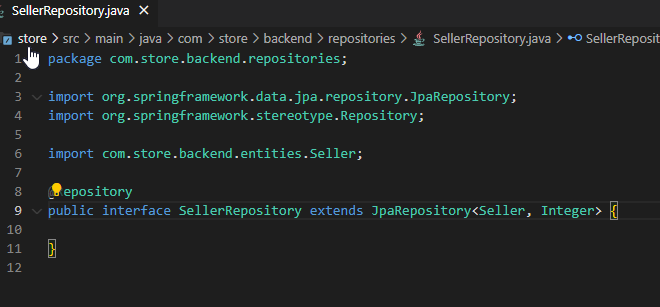 SellerRepository.java
store > src > main > java > com > store > backend > repositories > SellerRepository.java > SellerReposit
1 package com.store.backend.repositories;
2
3 import org.springframework.data.jpa.repository.JpaRepository;
4 import org.springframework.stereotype.Repository;
5
6 import com.store.backend.entities.Seller;
7
8 epository
9 public interface SellerRepository extends JpaRepository<Seller, Integer> {
10
11 }
12